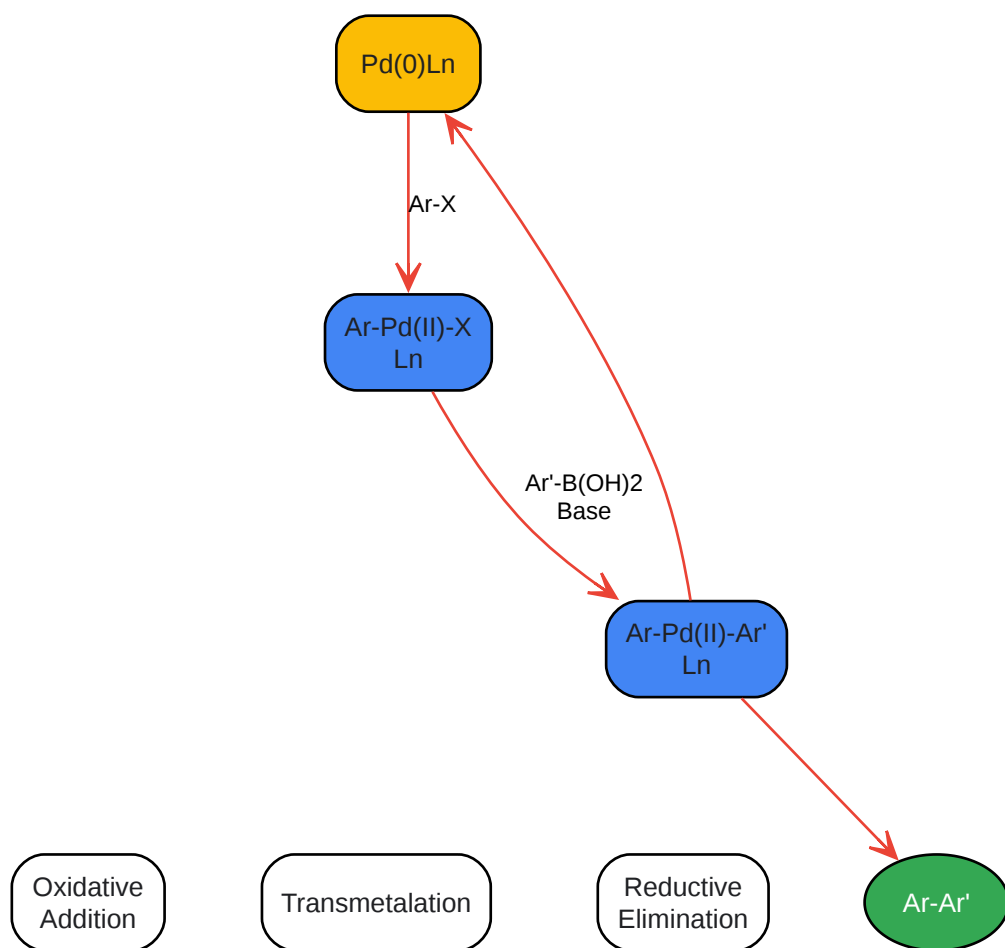 Pd(0)Ln
Ar-X
Ar-Pd(II)-X
Ln
Ar'-B(OH)2
Base
Ar-Pd(II)-Ar'
Ln
Oxidative
Addition
Transmetalation
Reductive
Elimination
Ar-Ar'